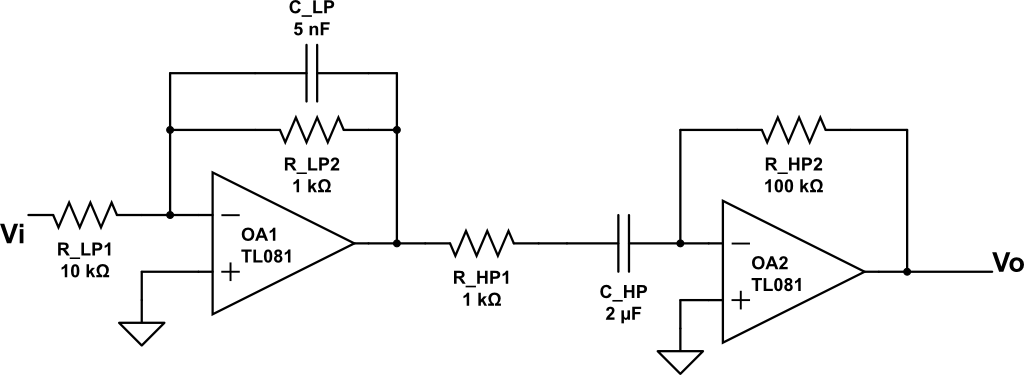 C_LP
5 nF
R_LP2
1 kΩ
Vi
R_LP1
10 kΩ
OA1
TL081
−
+
R_HP1
1 kΩ
C_HP
2 µF
R_HP2
100 kΩ
OA2
TL081
−
+
Vo